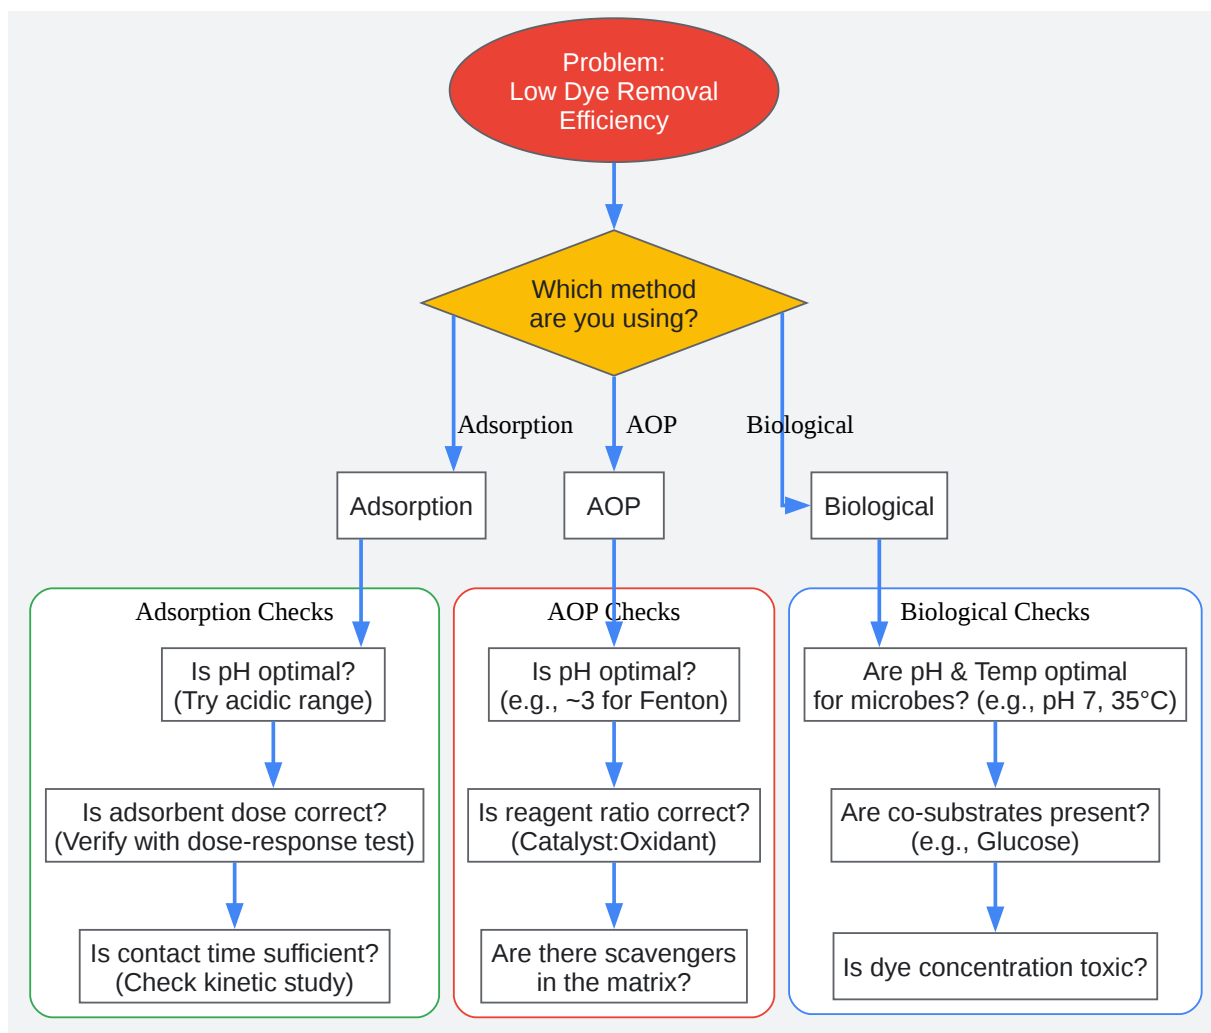 Problem:
Low Dye Removal
Efficiency
Which method
are you using?
Adsorption
AOP
Biological
Adsorption
AOP
Biological
Adsorption Checks
Is pH optimal?
(Try acidic range)
Is adsorbent dose correct?
(Verify with dose-response test)
Is contact time sufficient?
(Check kinetic study)
AOP Checks
Is pH optimal?
(e.g., ~3 for Fenton)
Is reagent ratio correct?
(Catalyst:Oxidant)
Are there scavengers
in the matrix?
Biological Checks
Are pH & Temp optimal
for microbes? (e.g., pH 7, 35°C)
Are co-substrates present?
(e.g., Glucose)
Is dye concentration toxic?